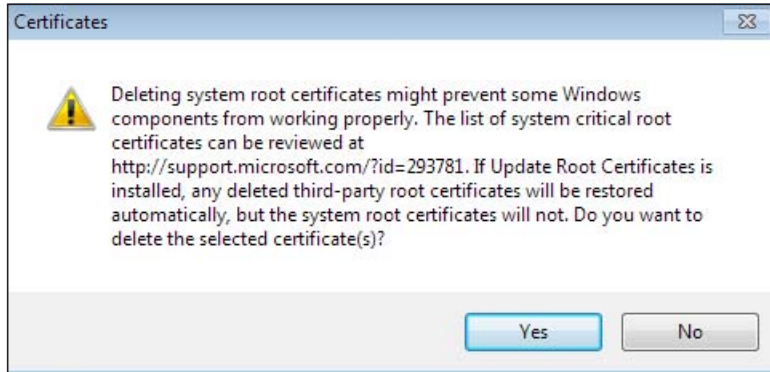 Certificates
Deleting system root certificates might prevent some Windows
components from working properly. The list of system critical root
certificates can be reviewed at
http://support.microsoft.com/?id=293781. If Update Root Certificates is
installed, any deleted third-party root certificates will be restored
automatically, but the system root certificates will not. Do you want to
delete the selected certificate(s)?
Yes
No